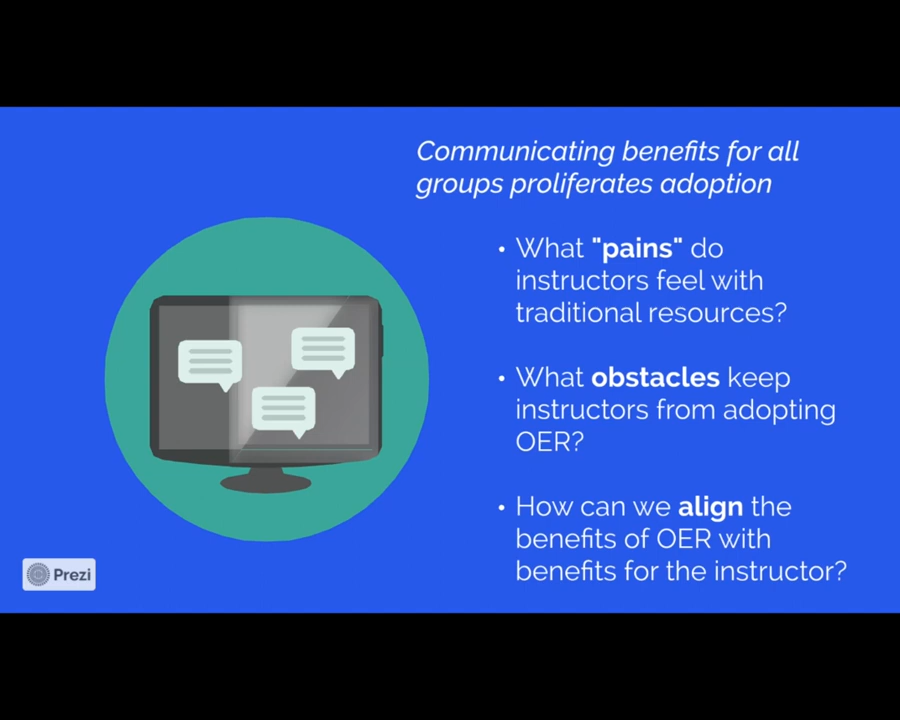 Communicating benefits for all
groups proliferates adoption
• What "pains" do
instructors feel with
traditional resources?
• What obstacles keep
instructors from adopting
OER?
• How can we align the
benefits of OER with
benefits for the instructor?
Prezi